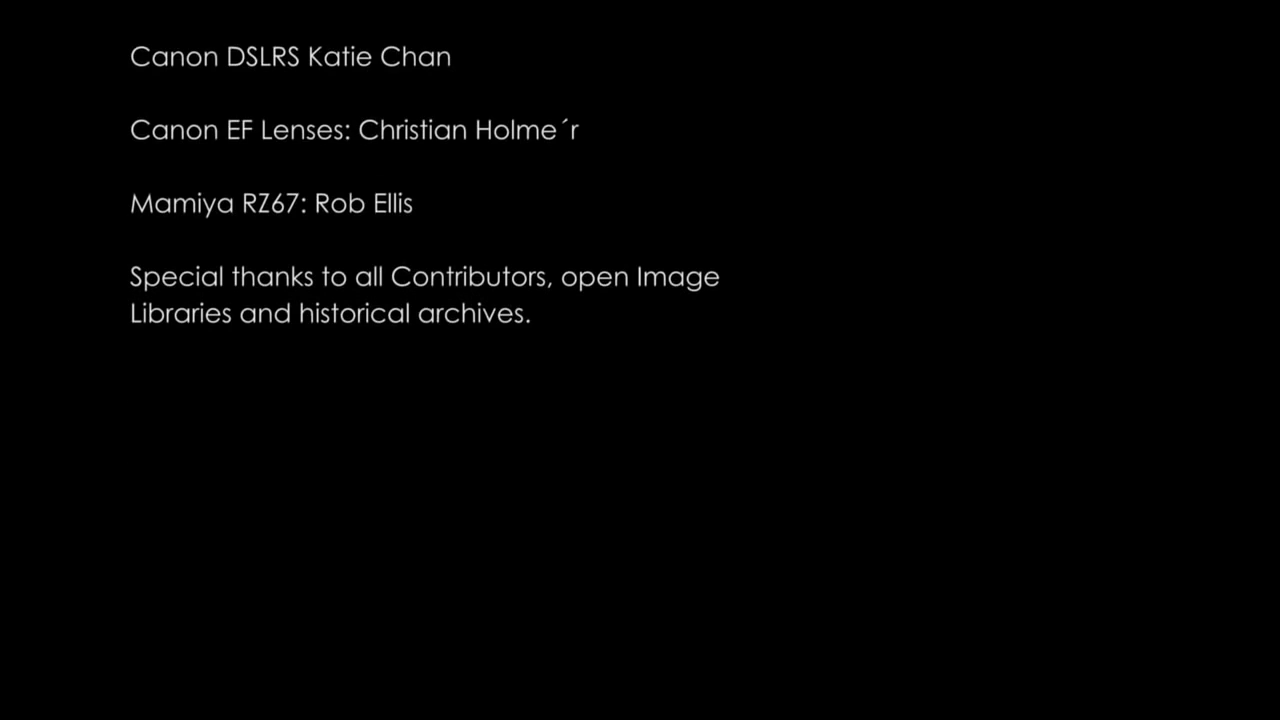 Canon DSLRS Katie Chan
Canon EF Lenses: Christian Holme´r
Mamiya RZ67: Rob Ellis
Special thanks to all Contributors, open Image
Libraries and historical archives.